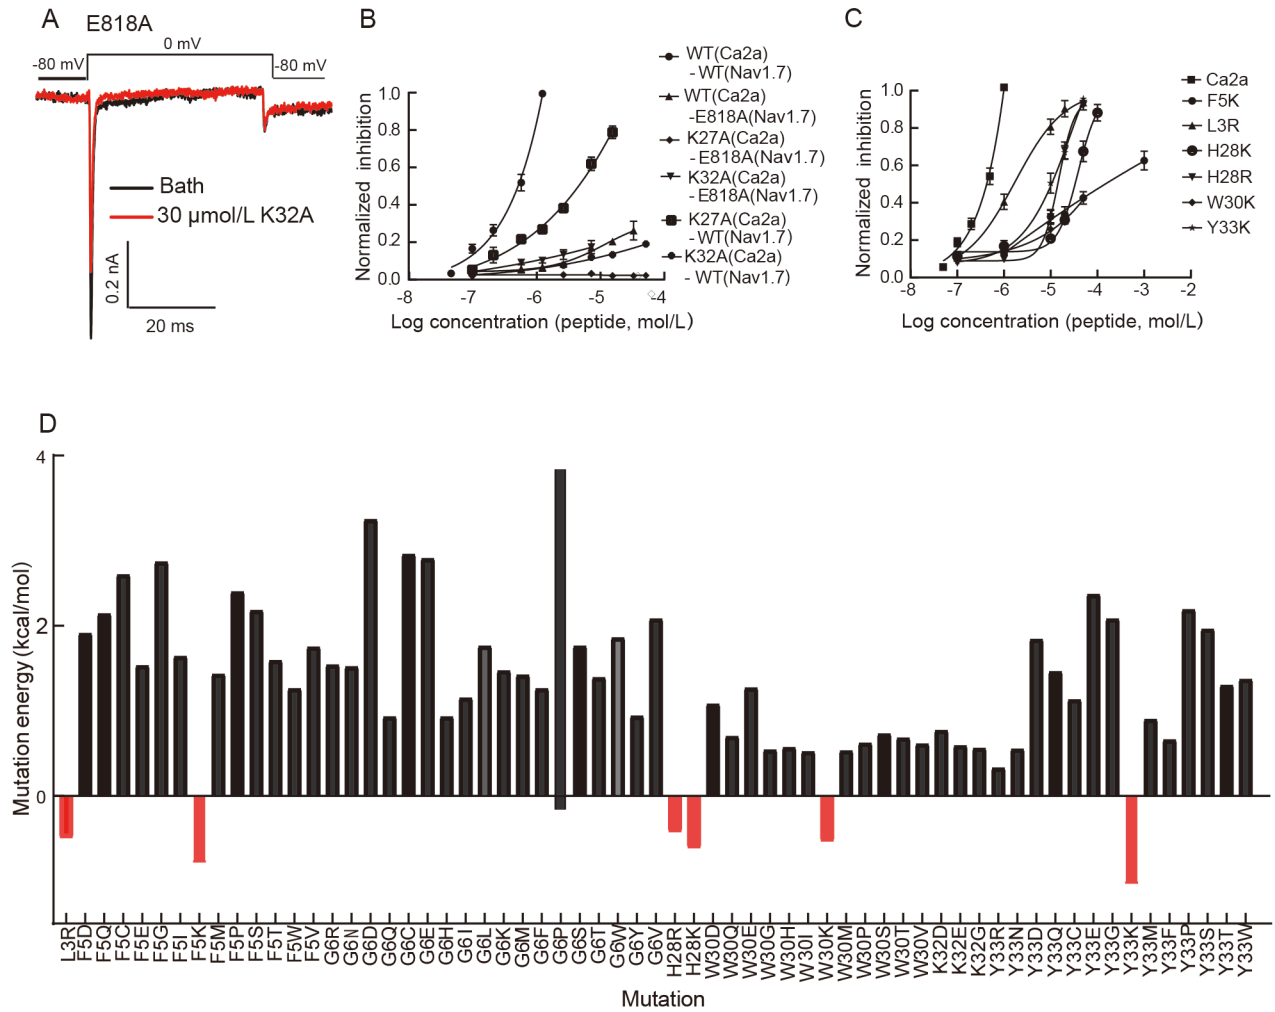 A
E818A
0 mV
-80 mV
-80 mV
Bath
30 µmol/L K32A
0.2 nA
20 ms
B
Normalized inhibition
1.0
0.8
0.6
0.4
0.2
0.0
-8
-7
-6
-5
-4
Log concentration (peptide, mol/L)
WT(Ca2a)
- WT(Nav1.7)
WT(Ca2a)
-E818A(Nav1.7)
K27A(Ca2a)
- E818A(Nav1.7)
K32A(Ca2a)
- E818A(Nav1.7)
K27A(Ca2a)
- WT(Nav1.7)
K32A(Ca2a)
- WT(Nav1.7)
C
Normalized inhibition
1.0
0.8
0.6
0.4
0.2
0.0
-8
-7
-6
-5
-4
-3
-2
Log concentration (peptide, mol/L)
Ca2a
F5K
L3R
H28K
H28R
W30K
Y33K
D
Mutation energy (kcal/mol)
4
2
0
L3R
F5D
F5Q
F5C
F5E
F5G
F5I
F5K
F5M
F5P
F5S
F5T
F5W
F5V
G6R
G6N
G6D
G6Q
G6C
G6E
G6H
G6I
G6L
G6K
G6M
G6F
G6P
G6S
G6T
G6W
G6Y
G6V
H28R
H28K
W30D
W30Q
W30E
W30G
W30H
W30I
W30K
W30M
W30P
W30S
W30T
W30V
K32D
K32E
K32G
Y33R
Y33N
Y33D
Y33Q
Y33C
Y33E
Y33G
Y33K
Y33M
Y33F
Y33P
Y33S
Y33T
Y33W
Mutation